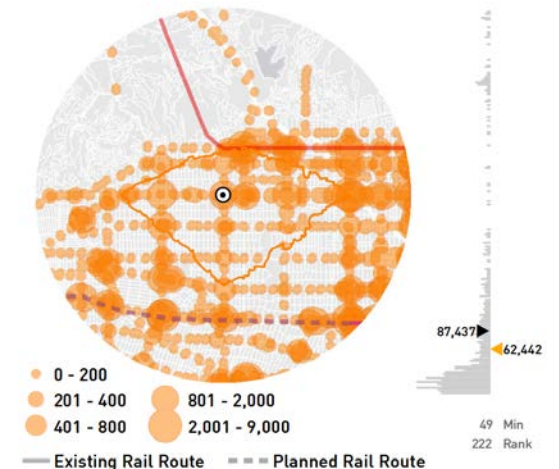 87,437
62,442
0 - 200
201 - 400
401 - 800
801 - 2,000
2,001 - 9,000
49 Min
222 Rank
Existing Rail Route
Planned Rail Route